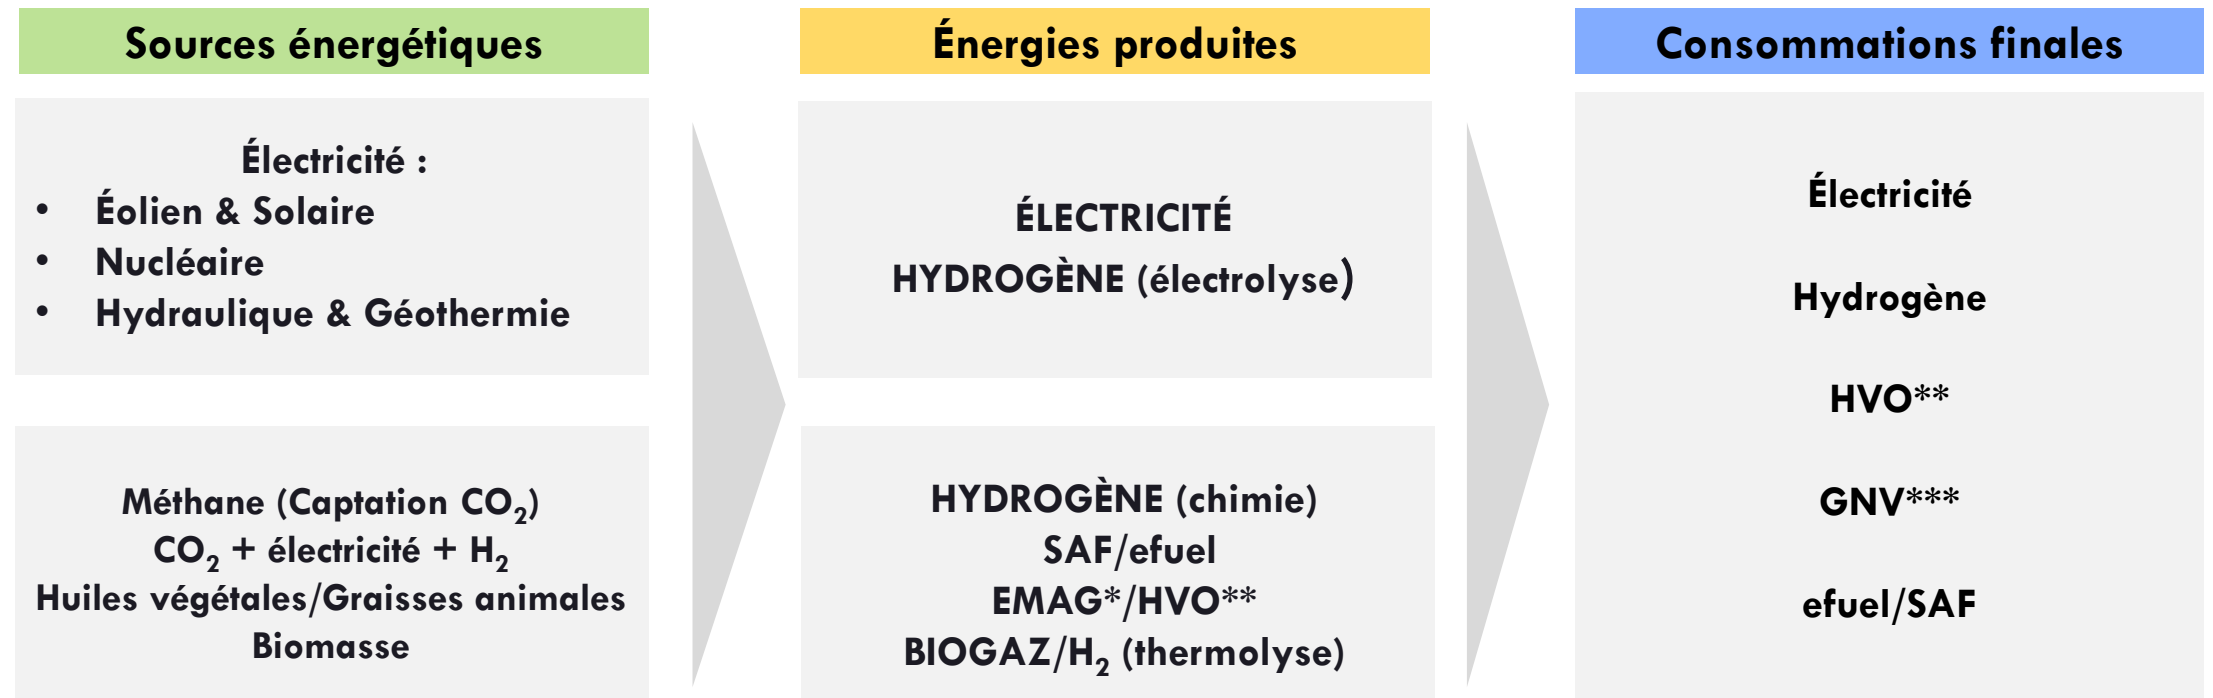 Sources énergétiques
Électricité :
• Éolien & Solaire
• Nucléaire
• Hydraulique & Géothermie
Méthane (Captation CO₂)
CO₂ + électricité + H₂
Huiles végétales/Graisses animales
Biomasse
Énergies produites
ÉLECTRICITÉ
HYDROGÈNE (électrolyse)
HYDROGÈNE (chimie)
SAF/efuel
EMAG*/HVO**
BIOGAZ/H₂ (thermolyse)
Consommations finales
Électricité
Hydrogène
HVO**
GNV***
efuel/SAF